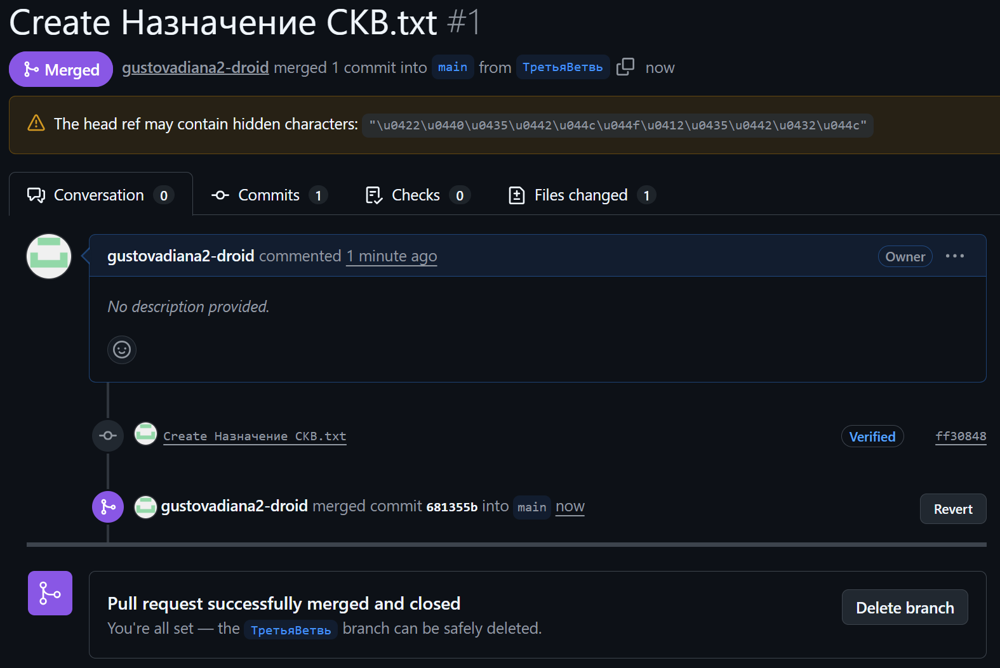 Create Назначение СКВ.txt #1
Merged gustovadiana2-droid merged 1 commit into main from ТретьяВетвь now
The head ref may contain hidden characters: "\u0422\u0440\u0435\u0442\u044c\u044f\u0412\u0435\u0442\u0432\u044c"
Conversation 0 Commits 1 Checks 0 Files changed 1
gustovadiana2-droid commented 1 minute ago Owner
No description provided.
Create Назначение СКВ.txt Verified ff30848
gustovadiana2-droid merged commit 681355b into main now Revert
Pull request successfully merged and closed
You're all set — the ТретьяВетвь branch can be safely deleted.
Delete branch